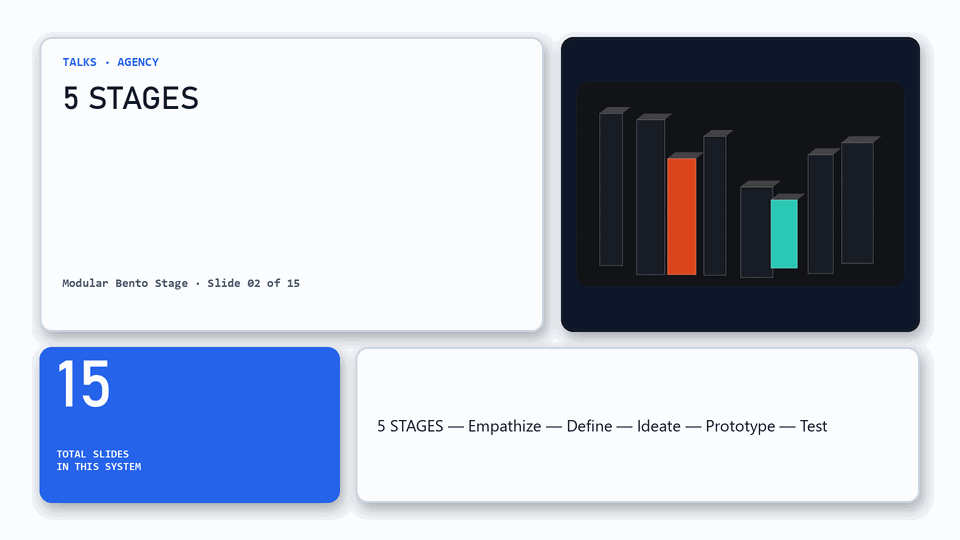 TALKS · AGENCY
5 STAGES
Modular Bento Stage · Slide 02 of 15
15
TOTAL SLIDES
IN THIS SYSTEM
5 STAGES — Empathize — Define — Ideate — Prototype — Test